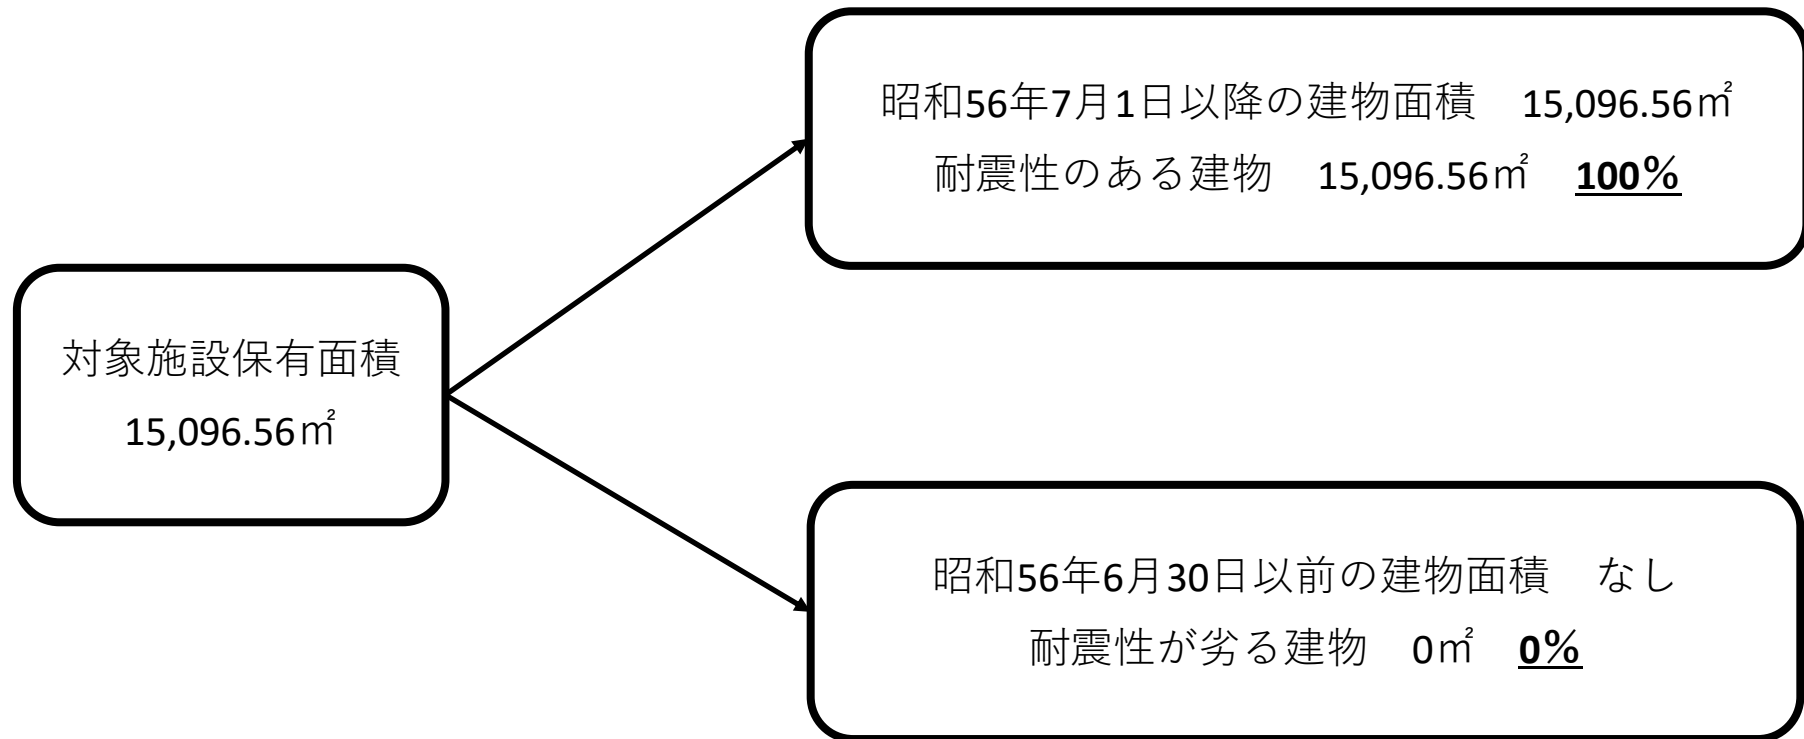 昭和56年7月1日以降の建物面積　15,096.56㎡
耐震性のある建物　15,096.56㎡　100％
対象施設保有面積
15,096.56㎡
昭和56年6月30日以前の建物面積　なし
耐震性が劣る建物　0㎡　0％